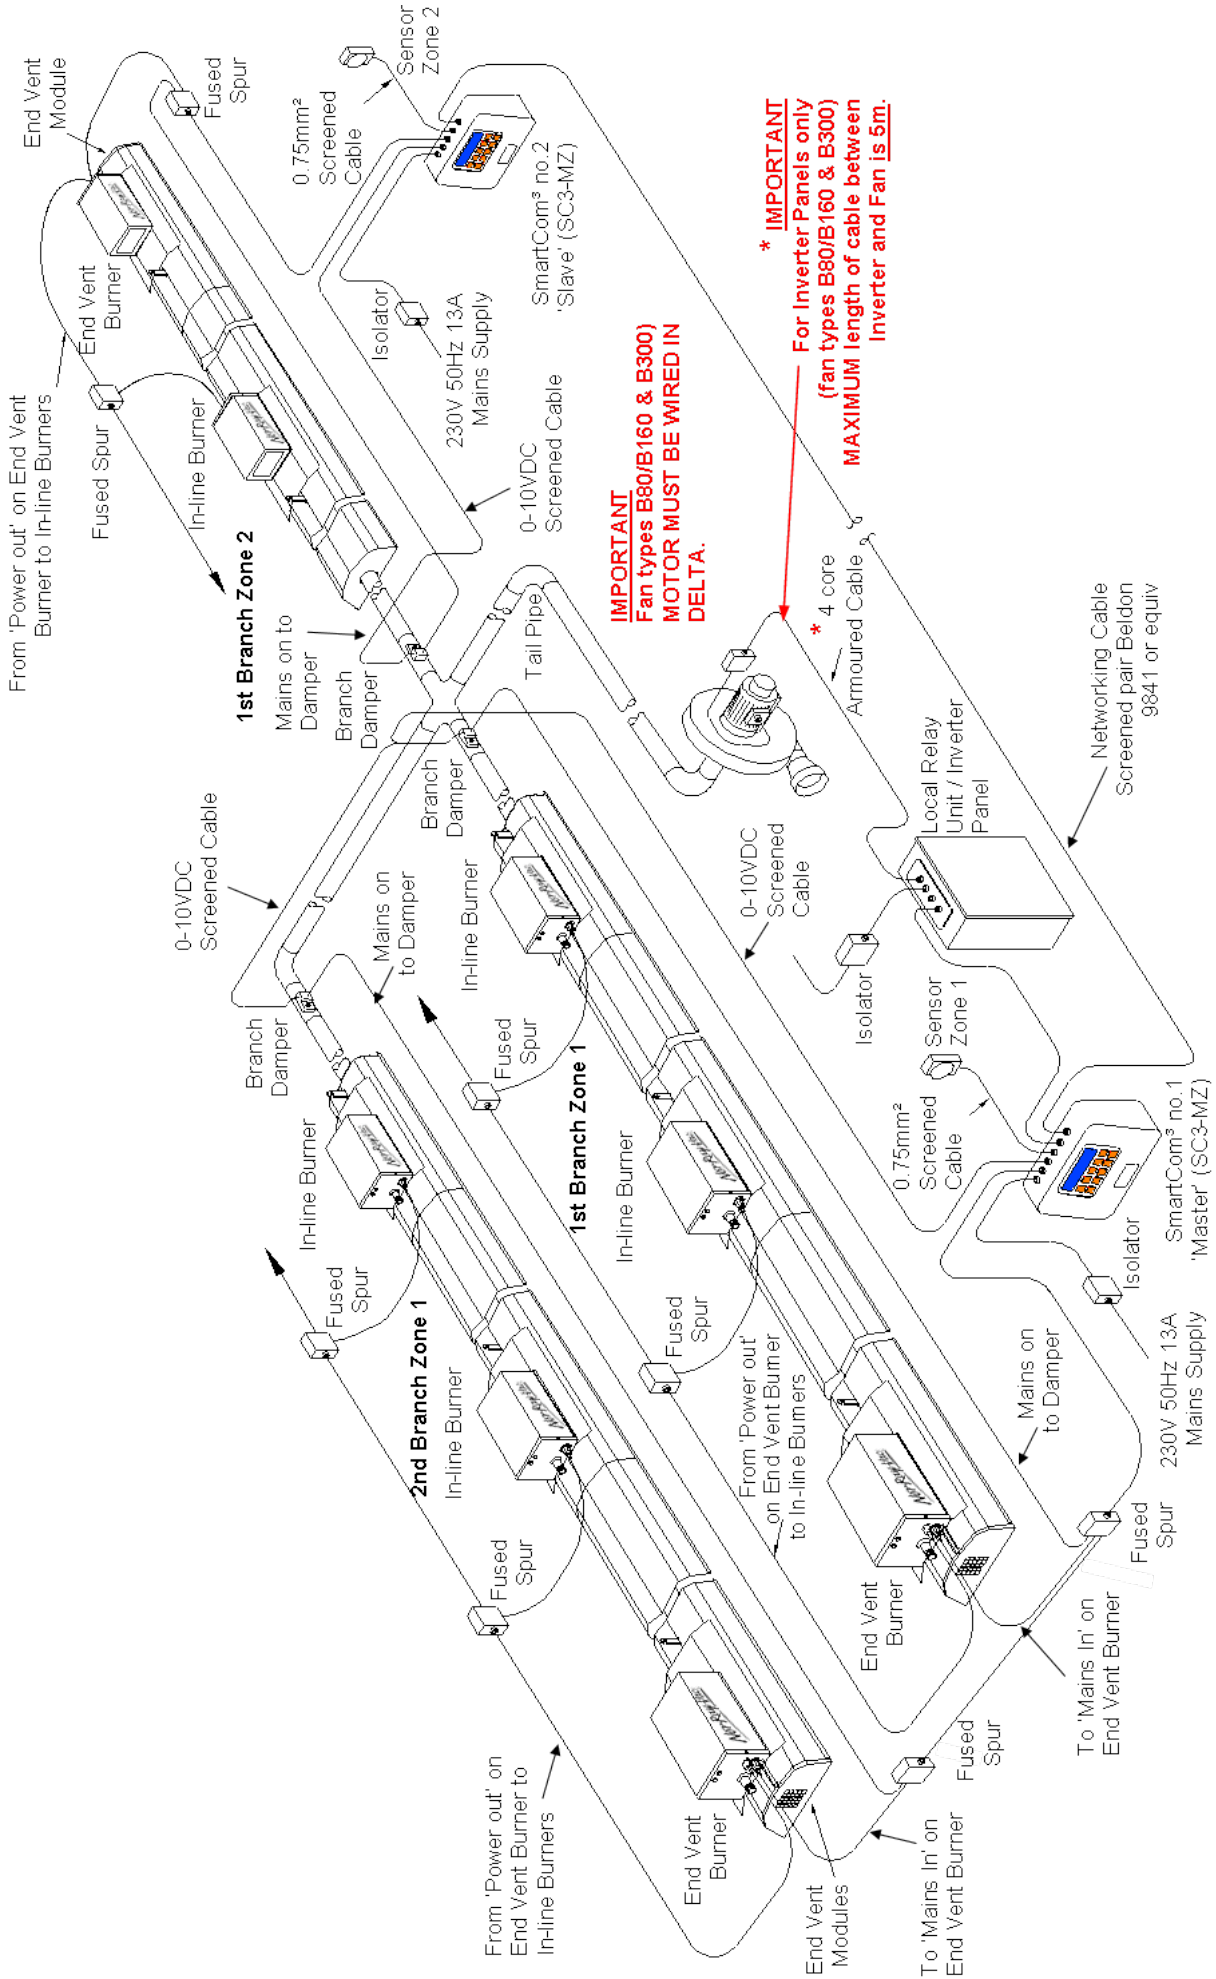 From 'Power out' on End Vent
Burner to In-line Burners
End Vent
Module
Fused
Spur
End Vent
Burner
Fused Spur
In-line Burner
1st Branch Zone 2
Sensor
Zone 2
0.75mm²
Screened
Cable
SmartCom³ no.2
'Slave' (SC3-MZ)
Isolator
230V 50Hz 13A
Mains Supply
0-10VDC
Screened Cable
Mains on to
Damper
Branch
Damper
Tail Pipe
IMPORTANT
Fan types B80/B160 & B300)
MOTOR MUST BE WIRED IN
DELTA.
* IMPORTANT
For Inverter Panels only
(fan types B80/B160 & B300)
MAXIMUM length of cable between
Inverter and Fan is 5m.
* 4 core
Armoured Cable
Networking Cable
Screened pair Beldon
9841 or equiv
Local Relay
Unit / Inverter
Panel
Isolator
0-10VDC
Screened
Cable
Branch
Damper
0-10VDC
Screened Cable
Mains on
to Damper
Branch
Damper
In-line Burner
Fused
Spur
1st Branch Zone 1
In-line Burner
Fused
Spur
In-line Burner
Fused
Spur
2nd Branch Zone 1
In-line Burner
Fused
Spur
From 'Power out'
on End Vent Burner
to In-line Burners
End Vent
Burner
Sensor
Zone 1
0.75mm²
Screened
Cable
SmartCom³ no.1
'Master' (SC3-MZ)
Isolator
230V 50Hz 13A
Mains Supply
Mains on
to Damper
Fused
Spur
To 'Mains In' on
End Vent Burner
Fused
Spur
From 'Power out' on
End Vent Burner to
In-line Burners
End Vent
Burner
End Vent
Modules
To 'Mains In' on
End Vent Burner